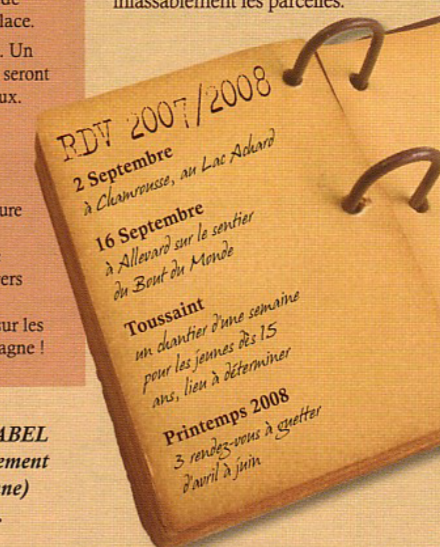 lace.
. Un
seront
ux.
ure
ers
sur les
agne !
ABEL
ement
ne)
inlassablement les parcelles.
RDV 2007/2008
2 Septembre
à Chamrousse, au Lac Achard
16 Septembre
à Allevard sur le sentier
du Bout du Monde
Toussaint
un chantier d'une semaine
pour les jeunes dès 15
ans, lieu à déterminer
Printemps 2008
3 rendez-vous à guetter
d'avril à juin